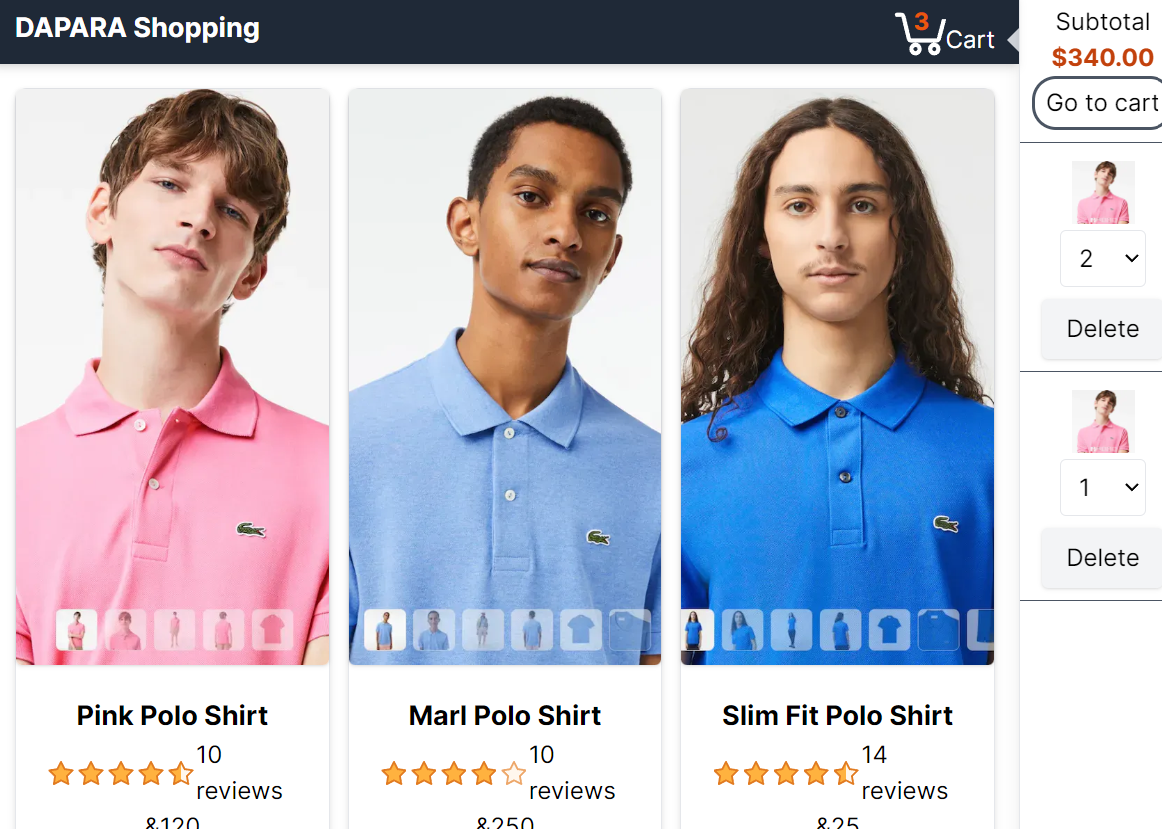 DAPARA Shopping
3
Cart
Subtotal
$340.00
Go to cart
2
Delete
1
Delete
Pink Polo Shirt
10
reviews
&120
Marl Polo Shirt
10
reviews
&250
Slim Fit Polo Shirt
14
reviews
&25